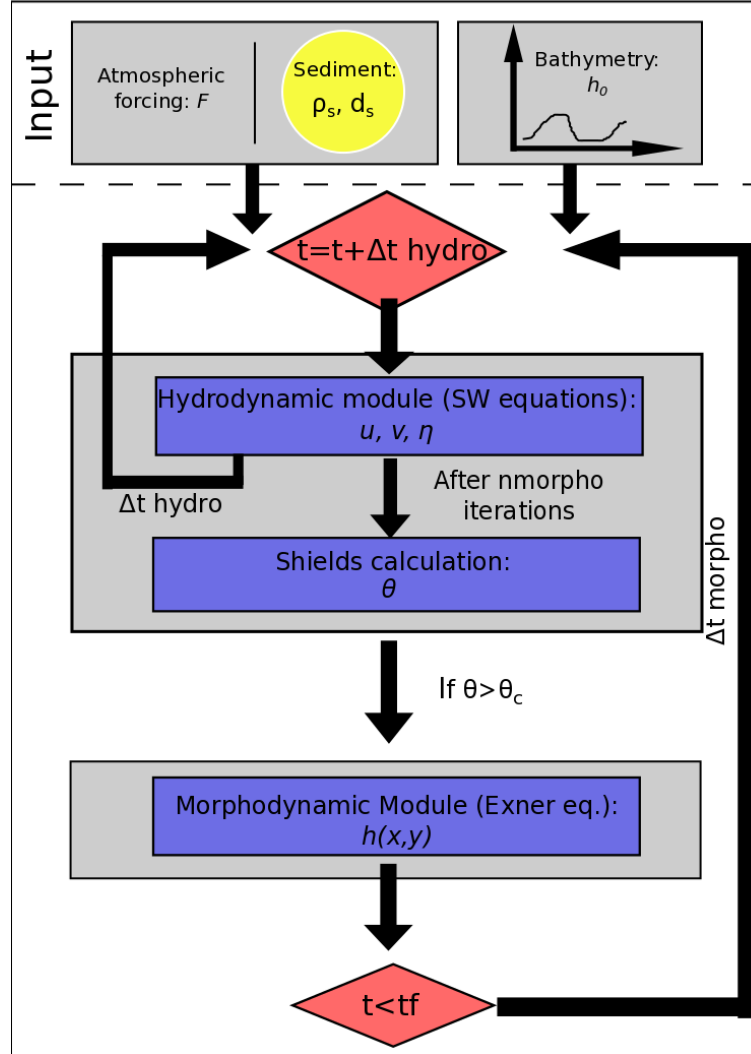 Input
Atmospheric
forcing: F
Sediment:
ρs, ds
Bathymetry:
h0
t=t+Δt hydro
Hydrodynamic module (SW equations):
u, v, η
Δt hydro
After nmorpho
iterations
Shields calculation:
θ
Δt morpho
If θ>θc
Morphodynamic Module (Exner eq.):
h(x,y)
t<tf